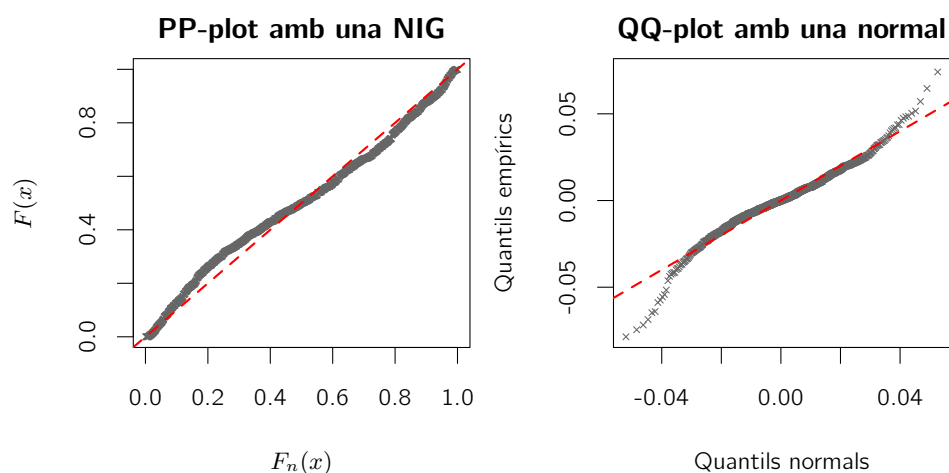 PP-plot amb una NIG
F(x)
0.0
0.4
0.8
0.0 0.2 0.4 0.6 0.8 1.0
F_n(x)
QQ-plot amb una normal
Quantils empírics
-0.05
0.00
0.05
-0.04 0.00 0.04
Quantils normals